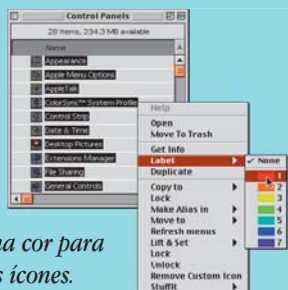 Control Panels
28 items, 234.3 MB available
Name
Appearance
Apple Menu Options
AppleTalk
ColorSync™ System Profile
Control Strip
Date & Time
Desktop Pictures
Extensions Manager
File Sharing
General Controls
Help
Open
Move To Trash
Get Info
Label
Duplicate
Copy to
Lock
Make Alias in
Move to
Refresh menus
Lift & Set
Lock
Unlock
Remove Custom Icon
StuffIt
✓ None
1
2
3
4
5
6
7
na cor para
s ícones.